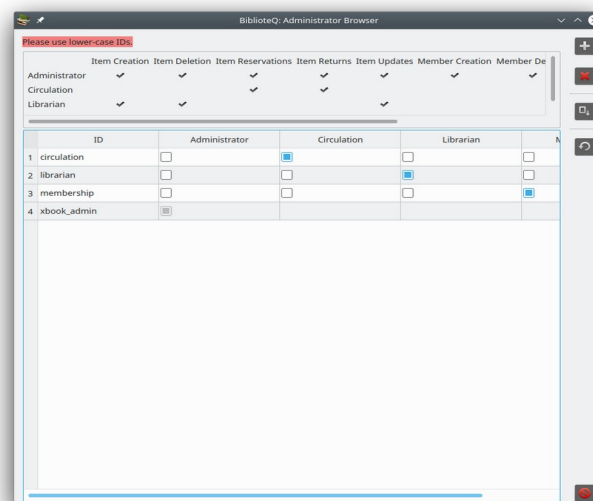 BiblioteQ: Administrator Browser
Please use lower-case IDs.
Item Creation Item Deletion Item Reservations Item Returns Item Updates Member Creation Member De
Administrator
Circulation
Librarian
ID Administrator Circulation Librarian
1 circulation
2 librarian
3 membership
4 xbook_admin